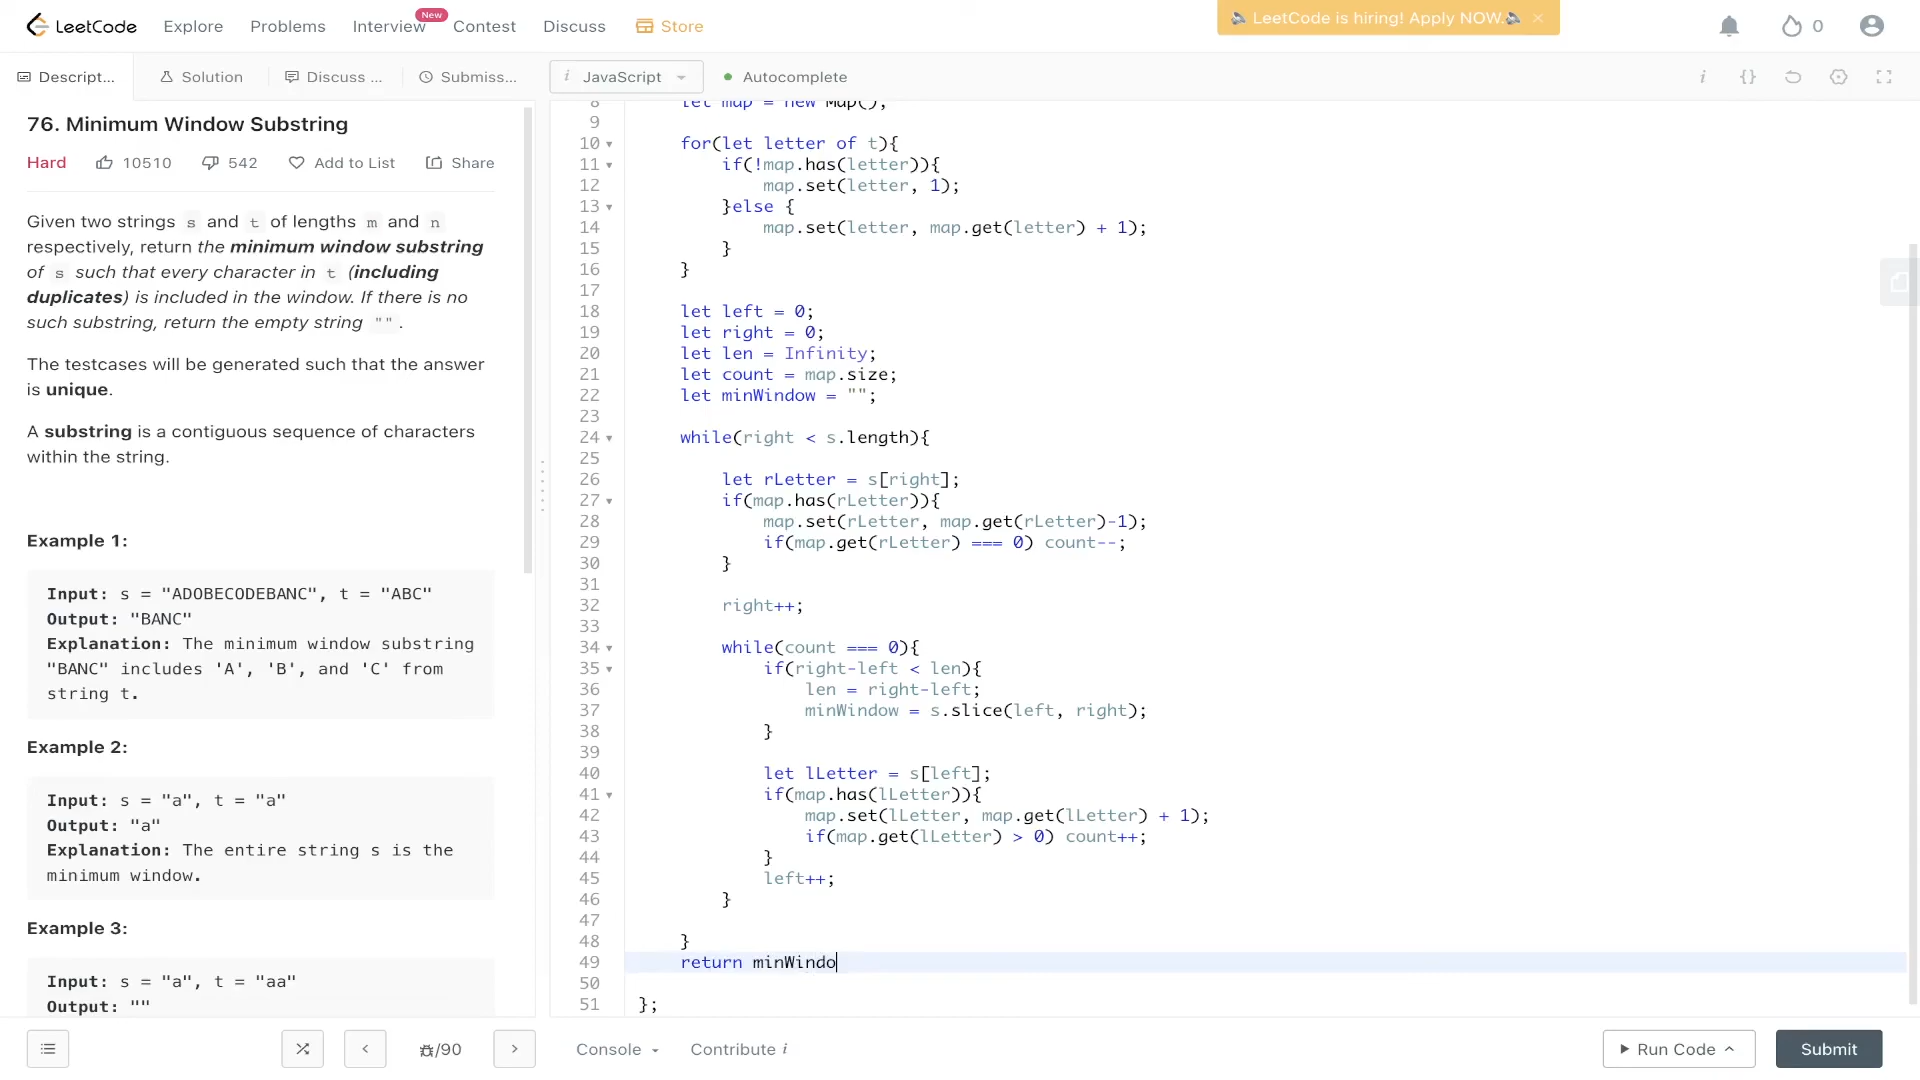 LeetCode Explore Problems Interview New Contest Discuss Store LeetCode is hiring! Apply NOW. 0
Descript... Solution Discuss ... Submiss... i JavaScript Autocomplete i {}
76. Minimum Window Substring
Hard 10510 542 Add to List Share
Given two strings s and t of lengths m and n
respectively, return the minimum window substring
of s such that every character in t (including
duplicates) is included in the window. If there is no
such substring, return the empty string "".
The testcases will be generated such that the answer
is unique.
A substring is a contiguous sequence of characters
within the string.
Example 1:
Input: s = "ADOBECODEBANC", t = "ABC"
Output: "BANC"
Explanation: The minimum window substring
"BANC" includes 'A', 'B', and 'C' from
string t.
Example 2:
Input: s = "a", t = "a"
Output: "a"
Explanation: The entire string s is the
minimum window.
Example 3:
Input: s = "a", t = "aa"
Output: ""
8 let map = new Map(),
9
10 for(let letter of t){
11 if(!map.has(letter)){
12 map.set(letter, 1);
13 }else {
14 map.set(letter, map.get(letter) + 1);
15 }
16 }
17
18 let left = 0;
19 let right = 0;
20 let len = Infinity;
21 let count = map.size;
22 let minWindow = "";
23
24 while(right < s.length){
25
26 let rLetter = s[right];
27 if(map.has(rLetter)){
28 map.set(rLetter, map.get(rLetter)-1);
29 if(map.get(rLetter) === 0) count--;
30 }
31
32 right++;
33
34 while(count === 0){
35 if(right-left < len){
36 len = right-left;
37 minWindow = s.slice(left, right);
38 }
39
40 let lLetter = s[left];
41 if(map.has(lLetter)){
42 map.set(lLetter, map.get(lLetter) + 1);
43 if(map.get(lLetter) > 0) count++;
44 }
45 left++;
46 }
47
48 }
49 return minWindo
50
51 };
/90 Console Contribute i Run Code Submit